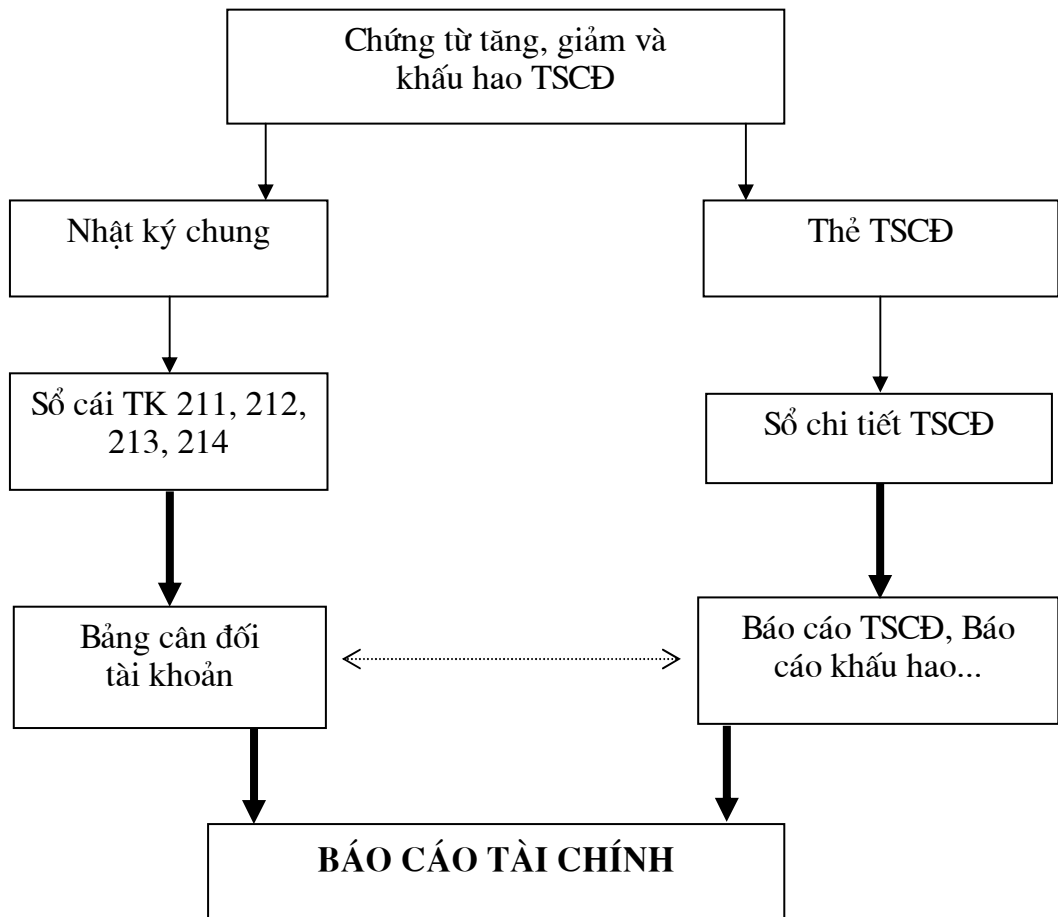 Chứng từ tăng, giảm và
khấu hao TSCĐ
Nhật ký chung
Thẻ TSCĐ
Sổ cái TK 211, 212,
213, 214
Sổ chi tiết TSCĐ
Bảng cân đối
tài khoản
Báo cáo TSCĐ, Báo
cáo khấu hao...
BÁO CÁO TÀI CHÍNH